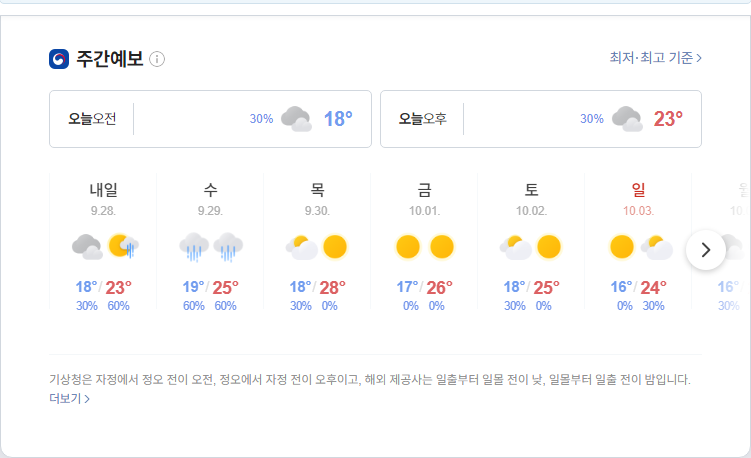 주간예보
최저·최고 기준
오늘오전 30% 18°
오늘오후 30% 23°
내일 수 목 금 토 일
9.28. 9.29. 9.30. 10.01. 10.02. 10.03. 10.
18°/23° 19°/25° 18°/28° 17°/26° 18°/25° 16°/24° 16°
30% 60% 60% 60% 30% 0% 0% 0% 30% 0% 0% 30% 30%
기상청은 자정에서 정오 전이 오전, 정오에서 자정 전이 오후이고, 해외 제공사는 일출부터 일몰 전이 낮, 일몰부터 일출 전이 밤입니다.
더보기